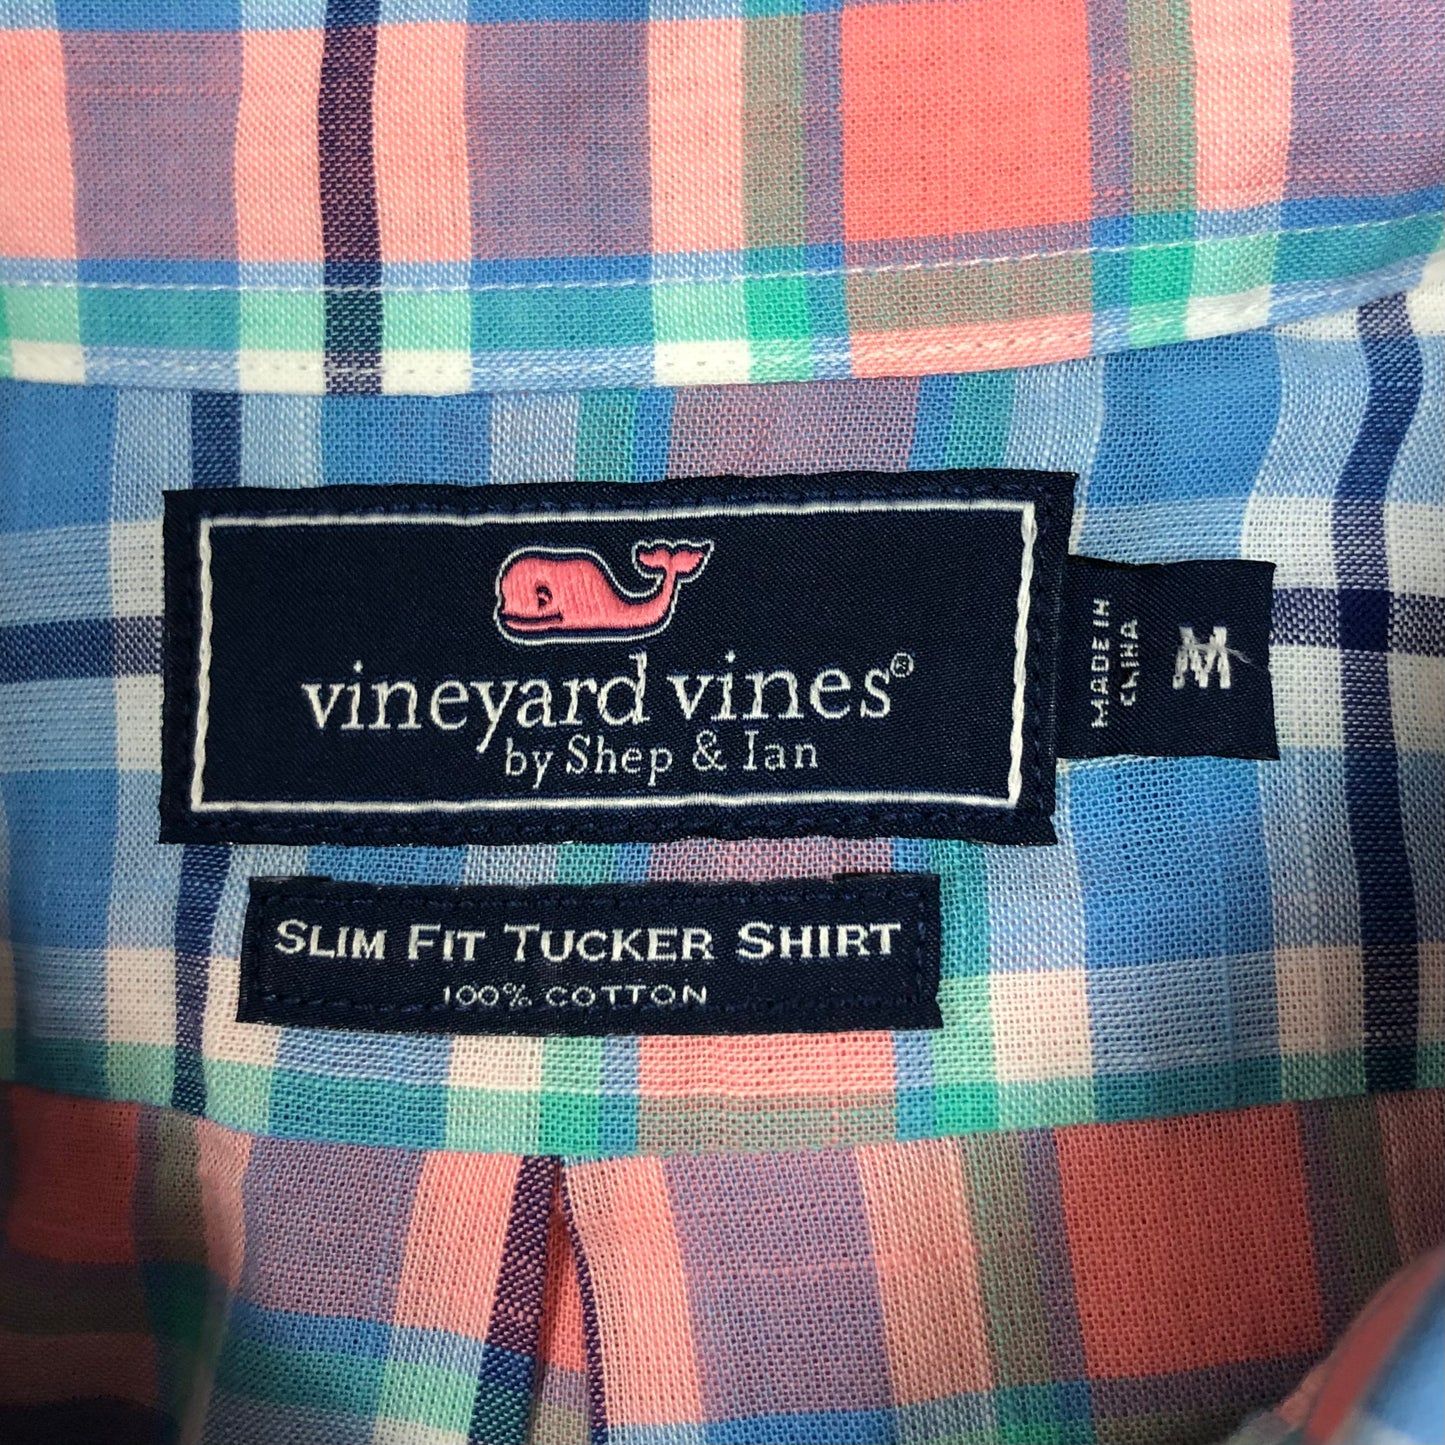 vineyard vines®
by Shep & Ian
MADE IN
CHINA
M
SLIM FIT TUCKER SHIRT
100% COTTON